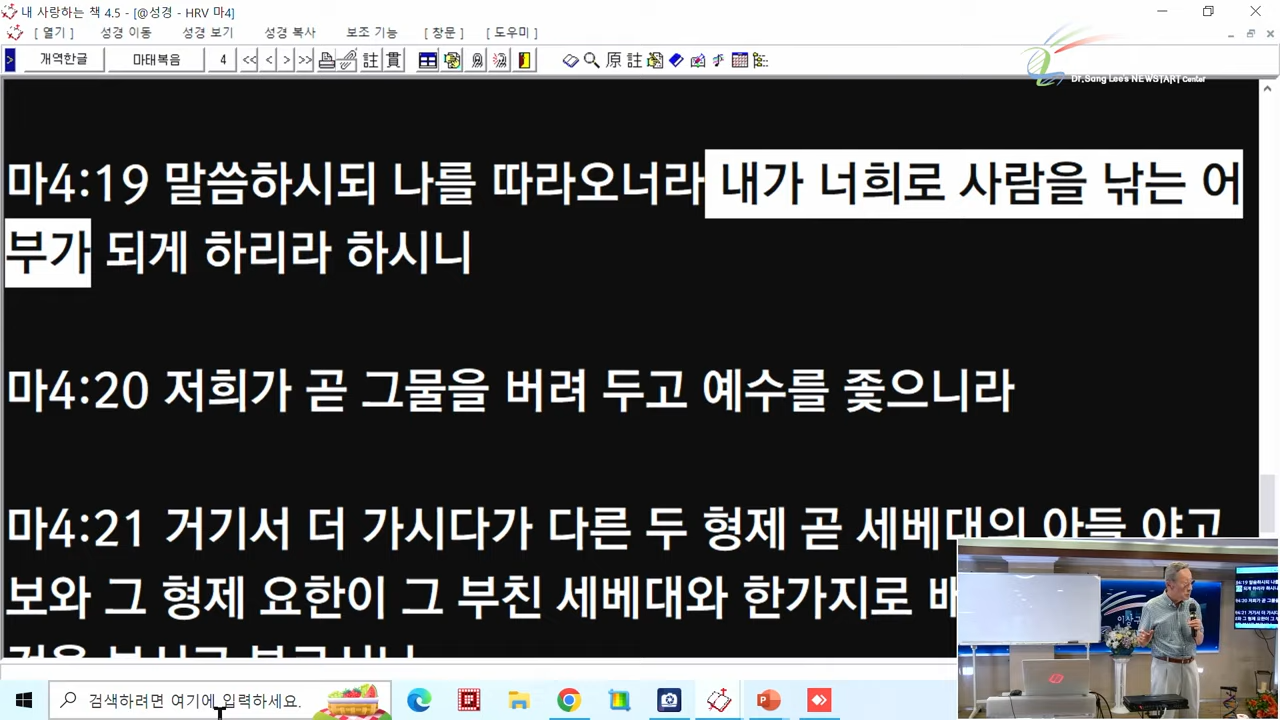 내 사랑하는 책 4.5 - [@성경 - HRV 마4]
[ 열기 ] 성경 이동 성경 보기 성경 복사 보조 기능 [ 창문 ] [ 도우미 ]
개역한글 마태복음 4 << < > >> 註 貫 原 註
Dr.Sang Lee's NEWSTART Center
마4:19 말씀하시되 나를 따라오너라 내가 너희로 사람을 낚는 어
부가 되게 하리라 하시니
마4:20 저희가 곧 그물을 버려 두고 예수를 좇으니라
마4:21 거기서 더 가시다가 다른 두 형제 곧 세베대의 아들 야고
보와 그 형제 요한이 그 부친 세베대와 한가지로
검색하려면 여기에 입력하세요.